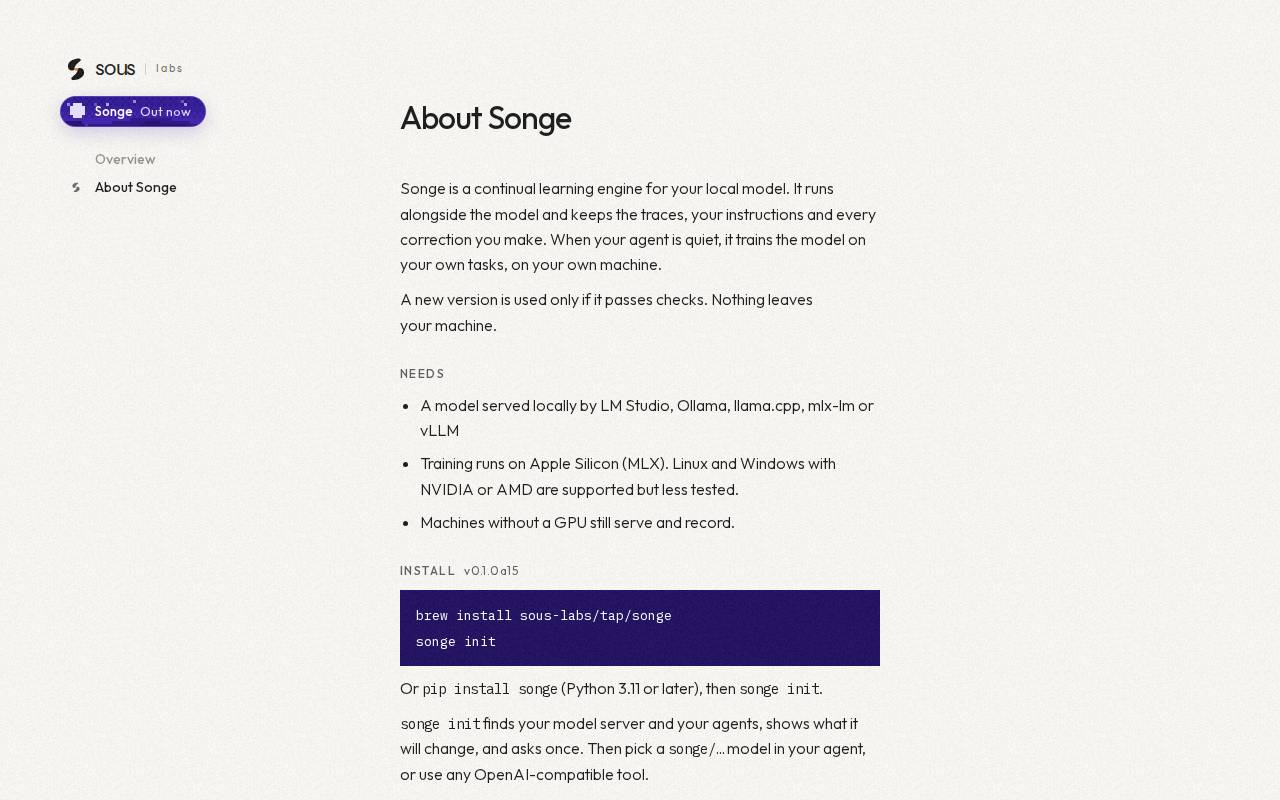 sous | labs
Songe Out now
Overview
About Songe
About Songe
Songe is a continual learning engine for your local model. It runs
alongside the model and keeps the traces, your instructions and every
correction you make. When your agent is quiet, it trains the model on
your own tasks, on your own machine.
A new version is used only if it passes checks. Nothing leaves
your machine.
NEEDS
• A model served locally by LM Studio, Ollama, llama.cpp, mlx-lm or
vLLM
• Training runs on Apple Silicon (MLX). Linux and Windows with
NVIDIA or AMD are supported but less tested.
• Machines without a GPU still serve and record.
INSTALL v0.1.0a15
brew install sous-labs/tap/songe
songe init
Or pip install songe (Python 3.11 or later), then songe init.
songe init finds your model server and your agents, shows what it
will change, and asks once. Then pick a songe/… model in your agent,
or use any OpenAI-compatible tool.